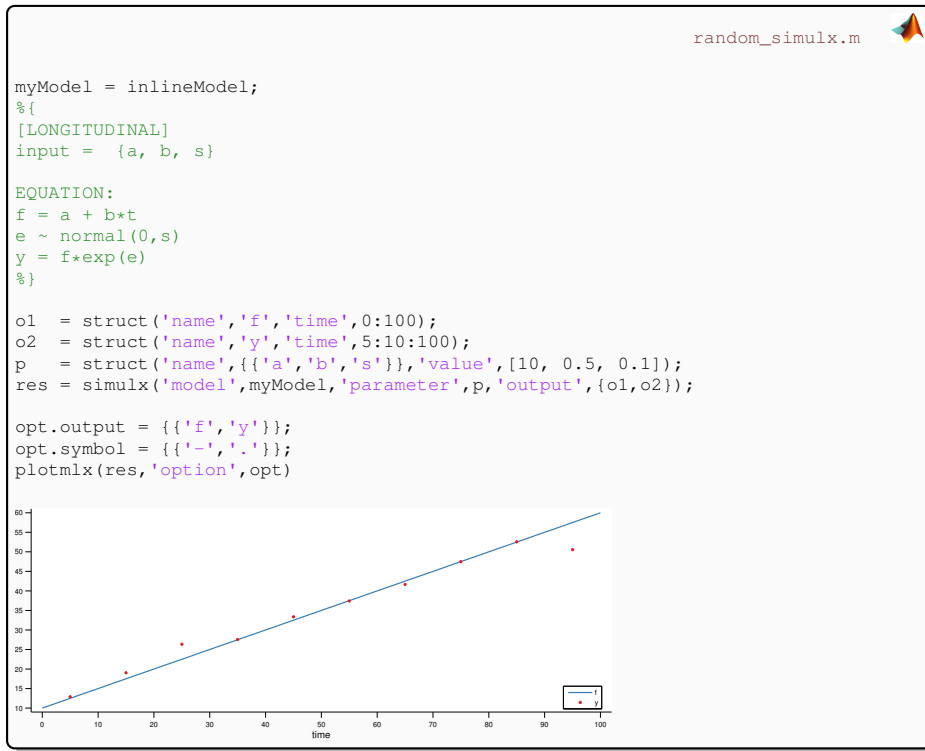 random_simulx.m
myModel = inlineModel;
%{
[LONGITUDINAL]
input =  {a, b, s}
EQUATION:
f = a + b*t
e ~ normal(0,s)
y = f*exp(e)
%}
o1  = struct('name','f','time',0:100);
o2  = struct('name','y','time',5:10:100);
p   = struct('name',{{'a','b','s'}},'value',[10, 0.5, 0.1]);
res = simulx('model',myModel,'parameter',p,'output',{o1,o2});
opt.output = {{'f','y'}};
opt.symbol = {{'-','.'}};
plotmlx(res,'option',opt)
60
55
50
45
40
35
30
25
20
15
10
f
y
0 10 20 30 40 50 60 70 80 90 100
time